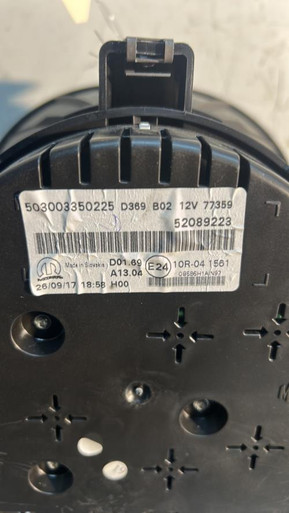 503003350225 D369 B02 12V 77359
52089223
Made in Slovakia D01.69 E24 10R-04 1561
A13.04
26/09/17 18:58 H00